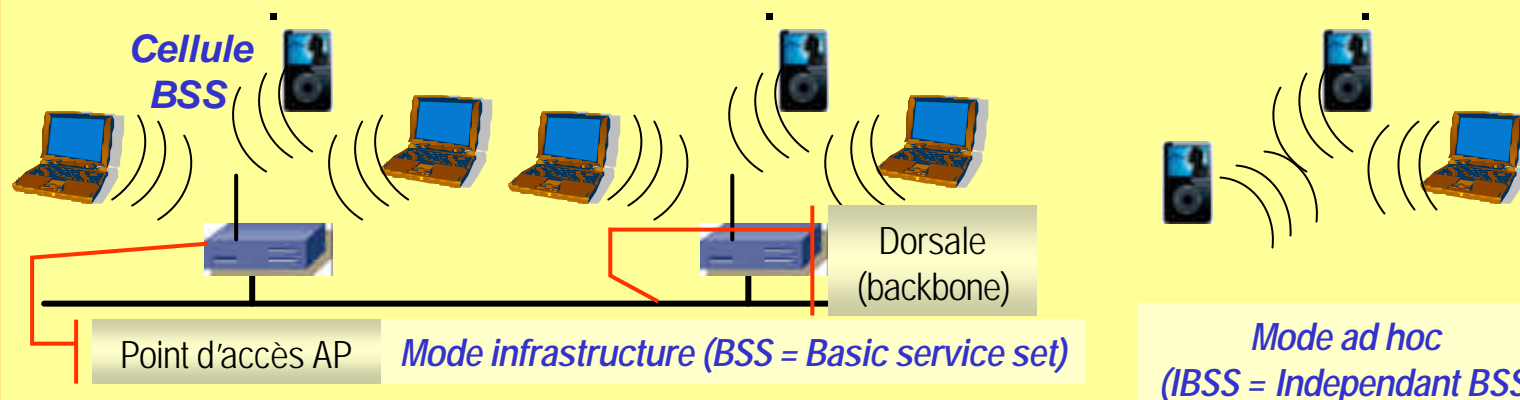 Cellule
BSS
Dorsale
(backbone)
Point d'accès AP
Mode infrastructure (BSS = Basic service set)
Mode ad hoc
(IBSS = Independant BSS